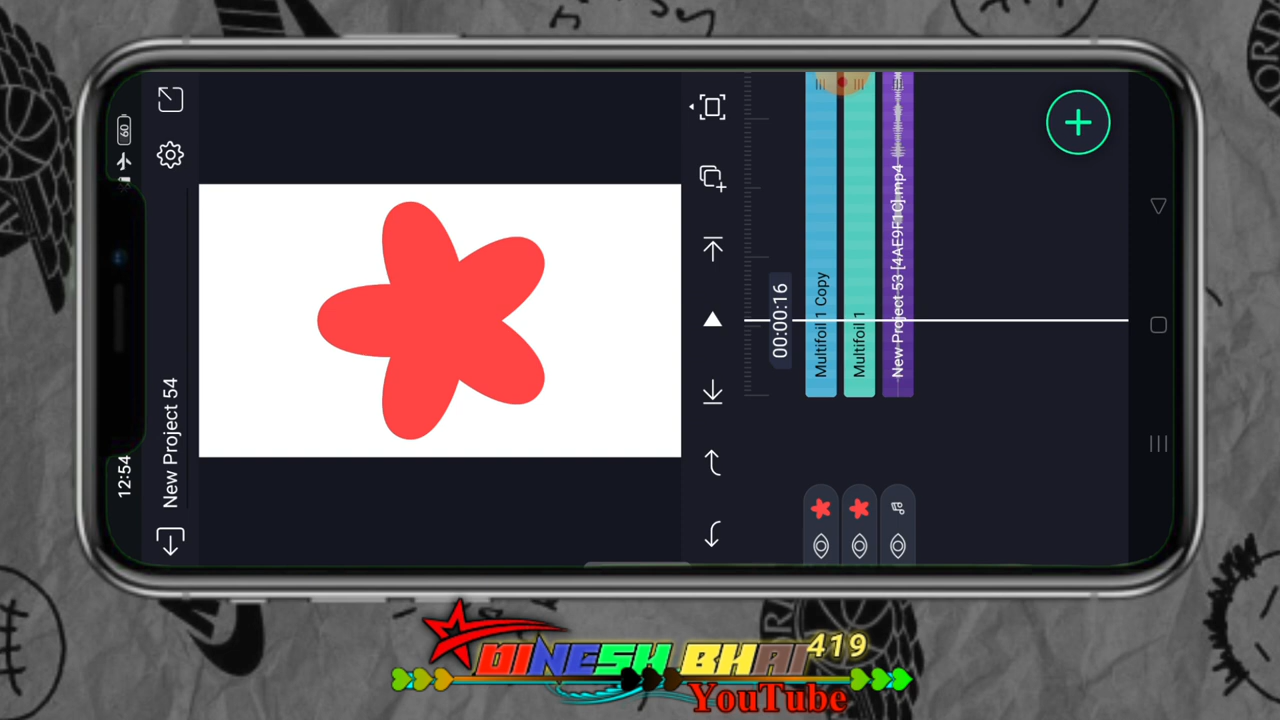 12:54
60
New Project 54
00:00:16
Multifoil 1 Copy
Multifoil 1
New Project 53 [4AE9F1C].mp4
DINESH BHAI 419
YouTube